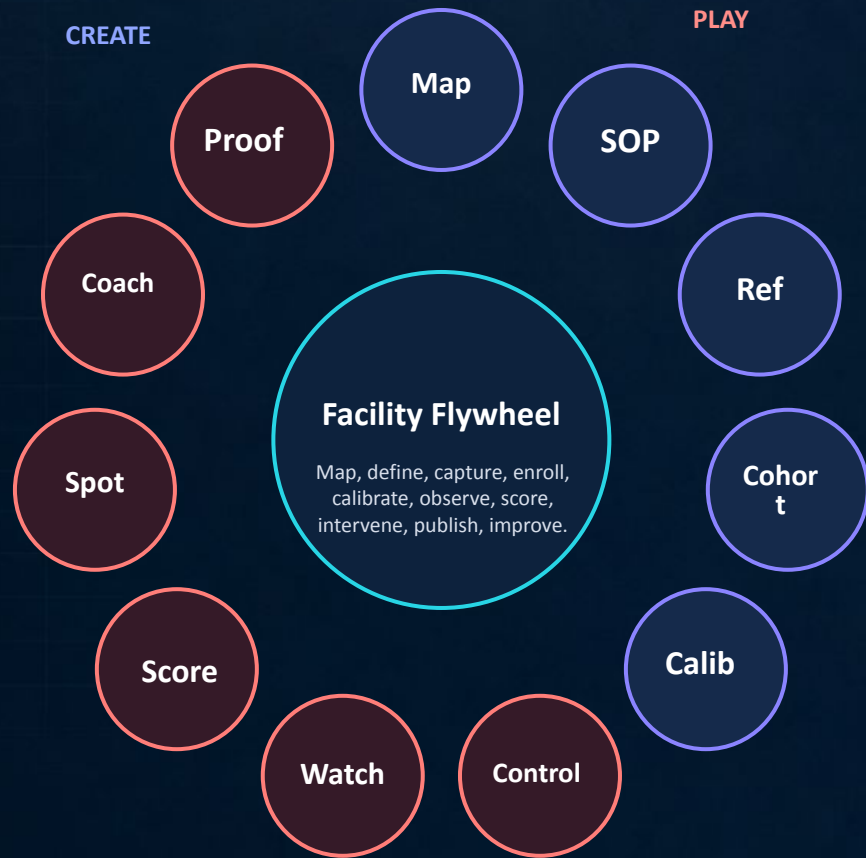 CREATE
PLAY
Map
Proof
SOP
Coach
Ref
Facility Flywheel
Map, define, capture, enroll,
calibrate, observe, score,
intervene, publish, improve.
Spot
Cohor
t
Score
Calib
Watch
Control